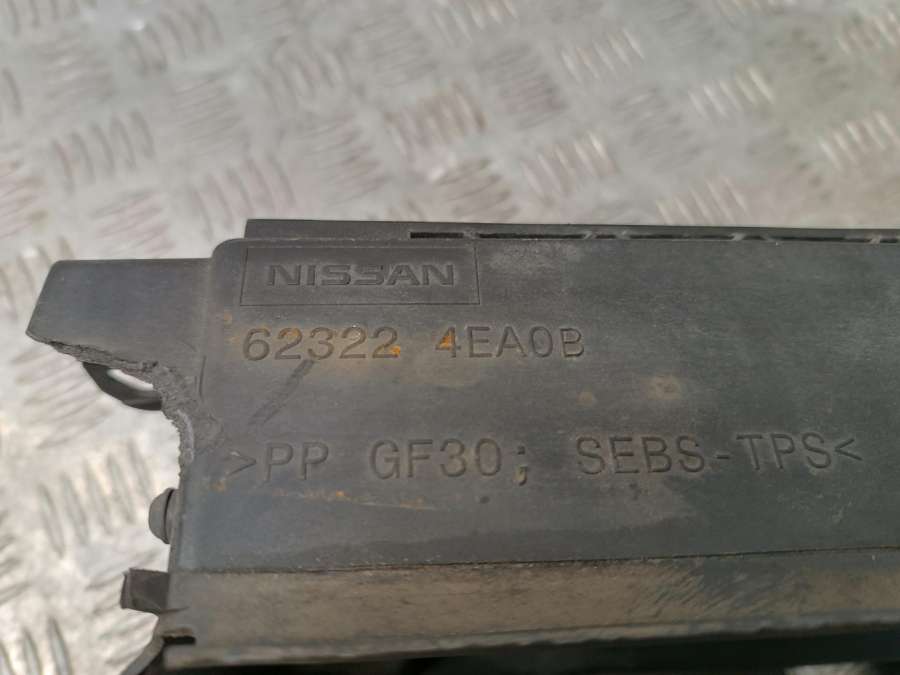 NISSAN
62322 4EA0B
>PP GF30; SEBS-TPS<